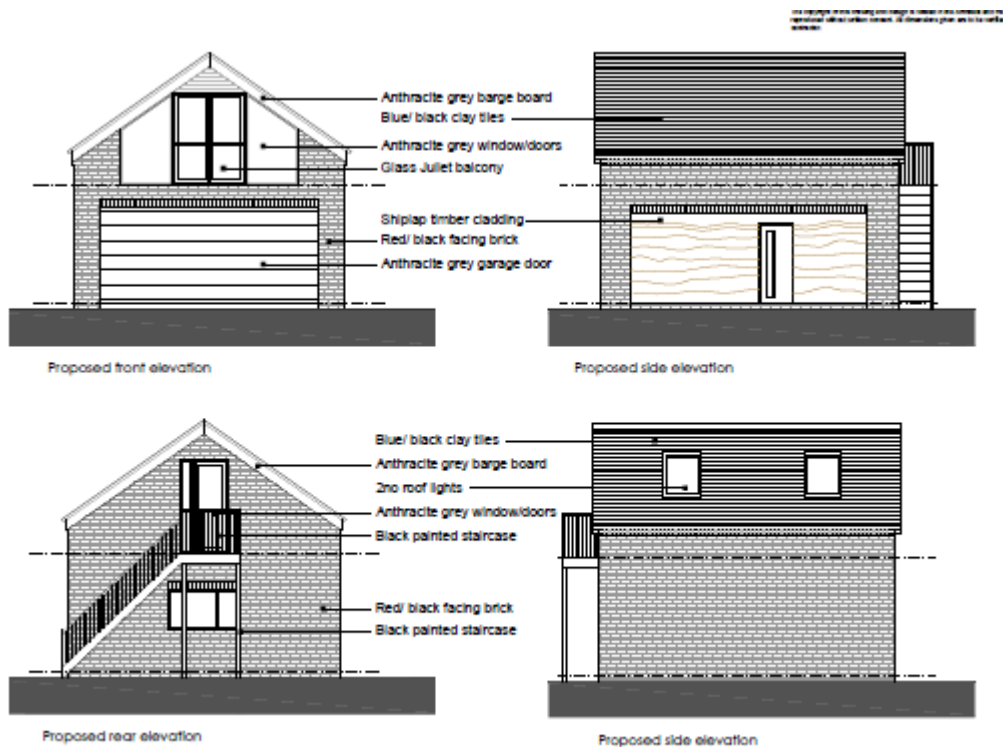 Anthracite grey barge board
Blue/ black clay tiles
Anthracite grey window/doors
Glass Juliet balcony
Shiplap timber cladding
Red/ black facing brick
Anthracite grey garage door
Proposed front elevation
Proposed side elevation
Blue/ black clay tiles
Anthracite grey barge board
2no roof lights
Anthracite grey window/doors
Black painted staircase
Red/ black facing brick
Black painted staircase
Proposed rear elevation
Proposed side elevation